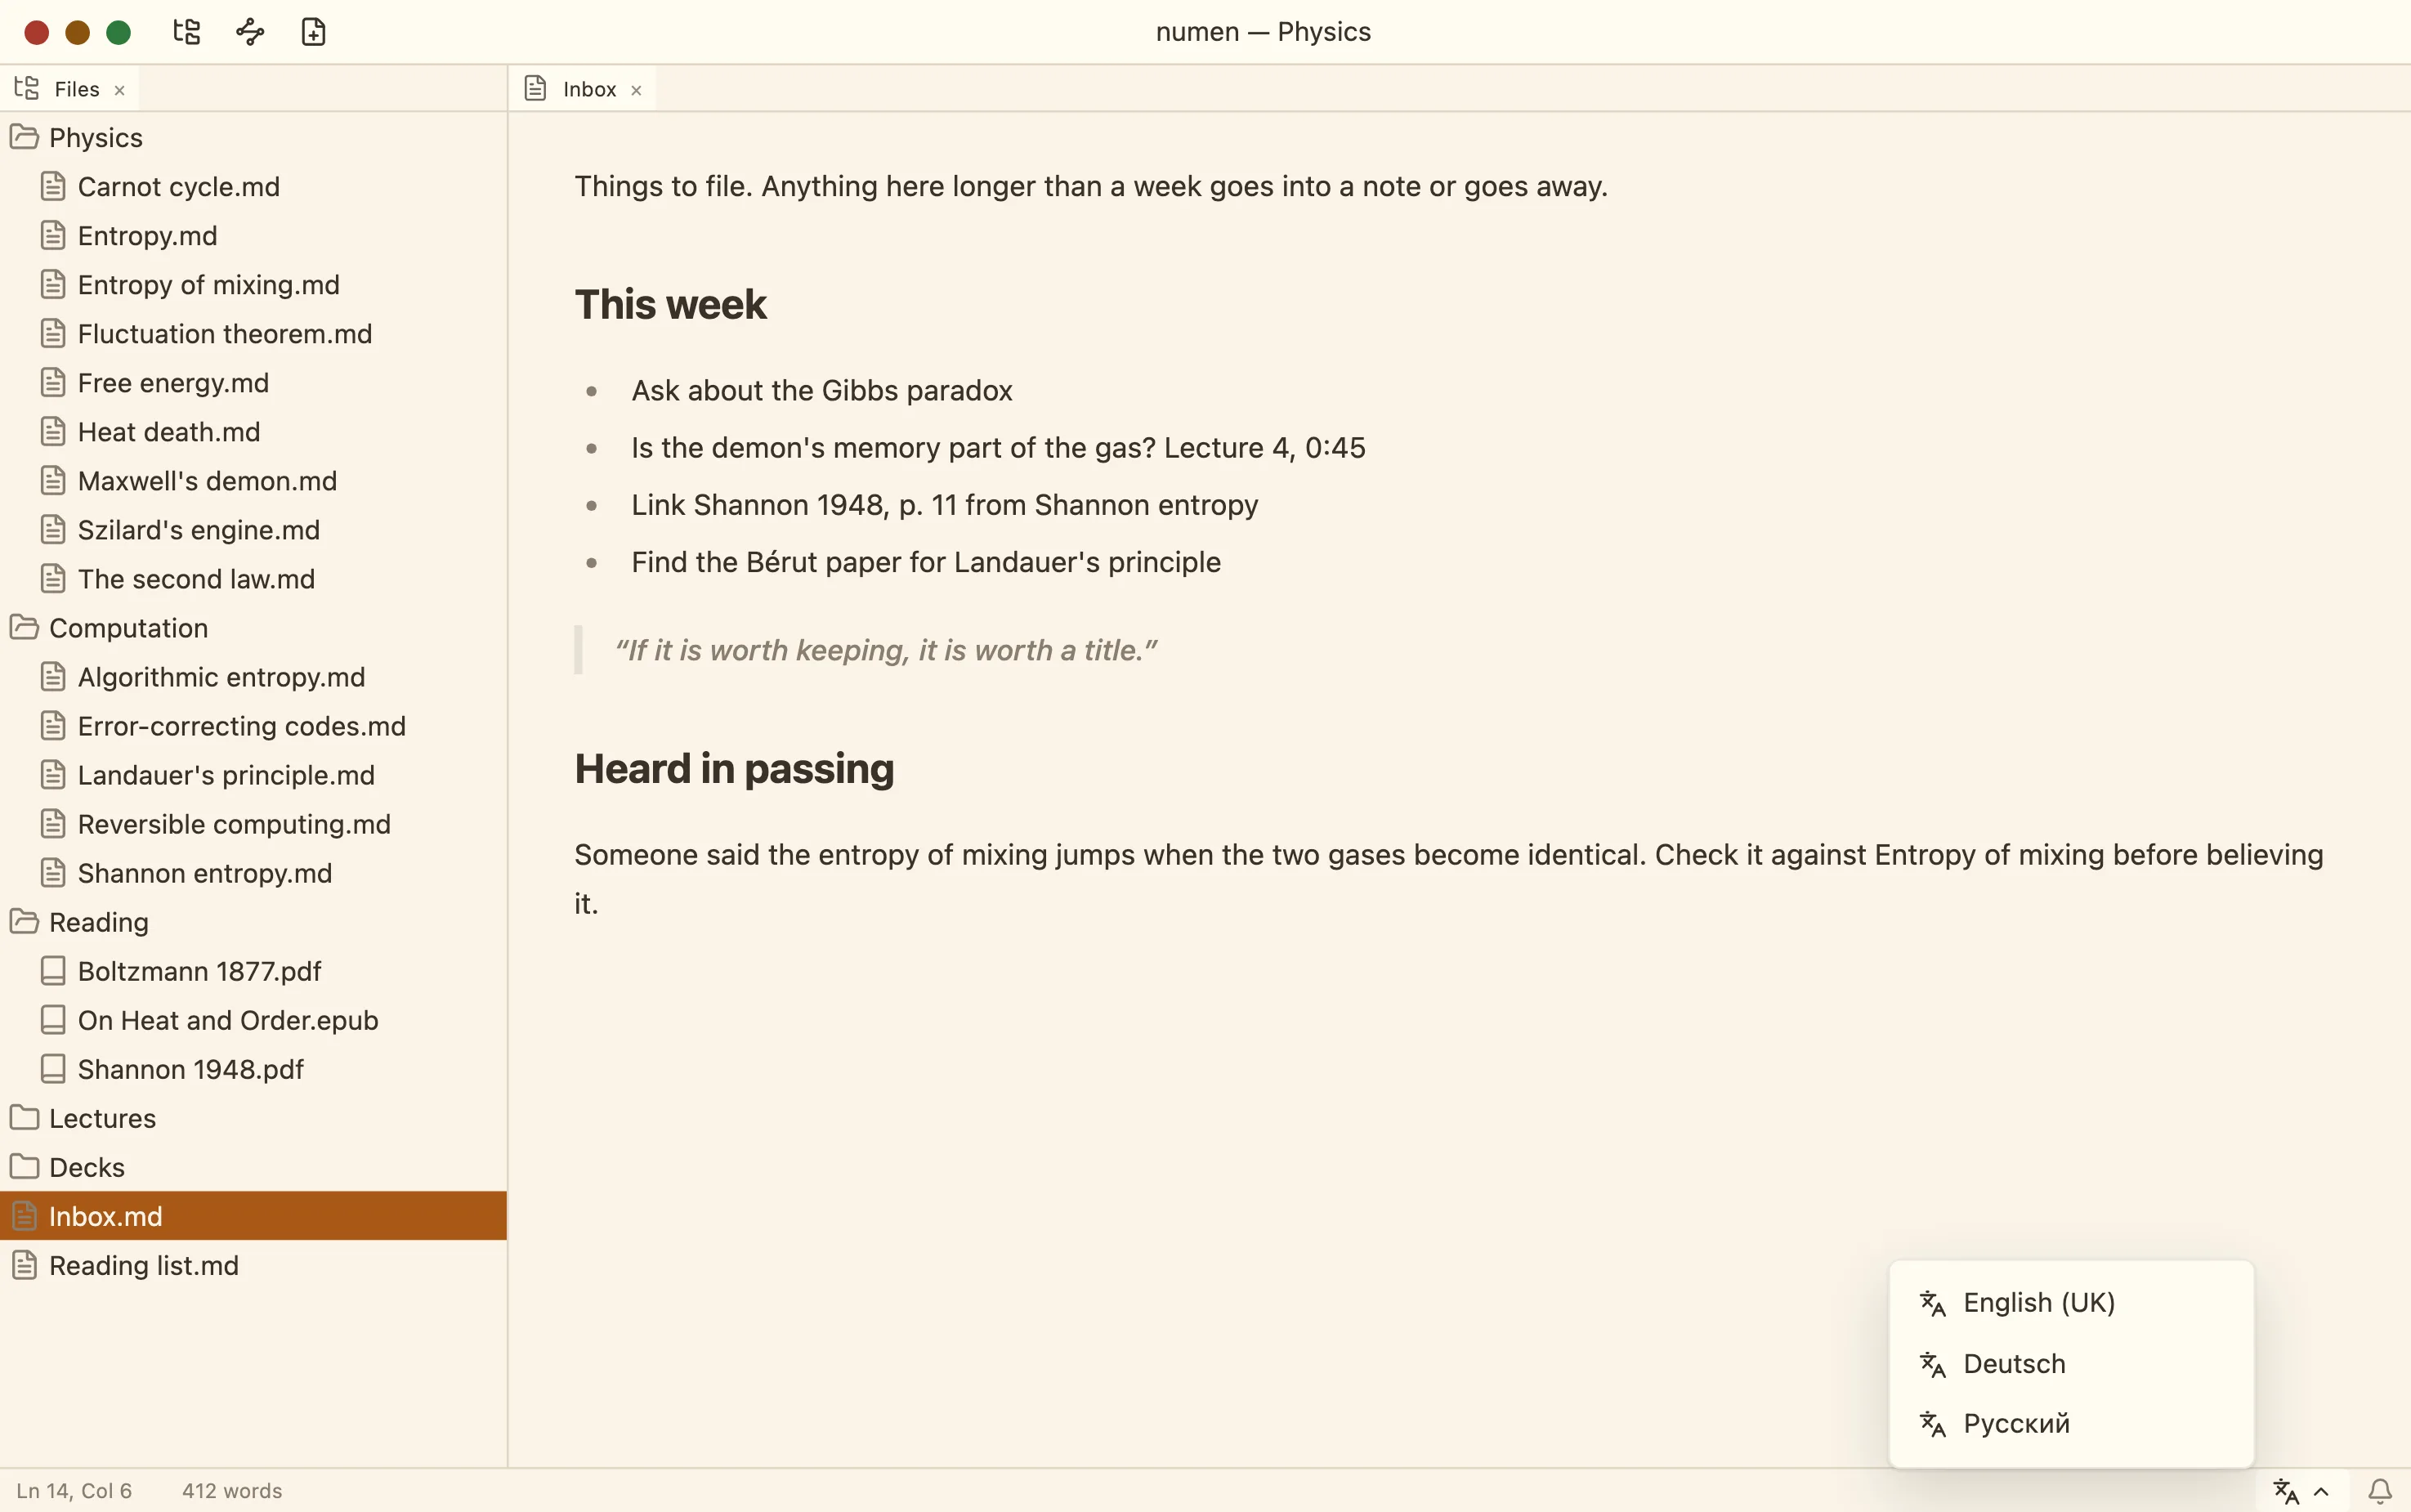 numen — Physics
Files
Inbox
Physics
Carnot cycle.md
Entropy.md
Entropy of mixing.md
Fluctuation theorem.md
Free energy.md
Heat death.md
Maxwell's demon.md
Szilard's engine.md
The second law.md
Computation
Algorithmic entropy.md
Error-correcting codes.md
Landauer's principle.md
Reversible computing.md
Shannon entropy.md
Reading
Boltzmann 1877.pdf
On Heat and Order.epub
Shannon 1948.pdf
Lectures
Decks
Inbox.md
Reading list.md
Things to file. Anything here longer than a week goes into a note or goes away.
This week
Ask about the Gibbs paradox
Is the demon's memory part of the gas? Lecture 4, 0:45
Link Shannon 1948, p. 11 from Shannon entropy
Find the Bérut paper for Landauer's principle
“If it is worth keeping, it is worth a title.”
Heard in passing
Someone said the entropy of mixing jumps when the two gases become identical. Check it against Entropy of mixing before believing
it.
English (UK)
Deutsch
Русский
Ln 14, Col 6
412 words